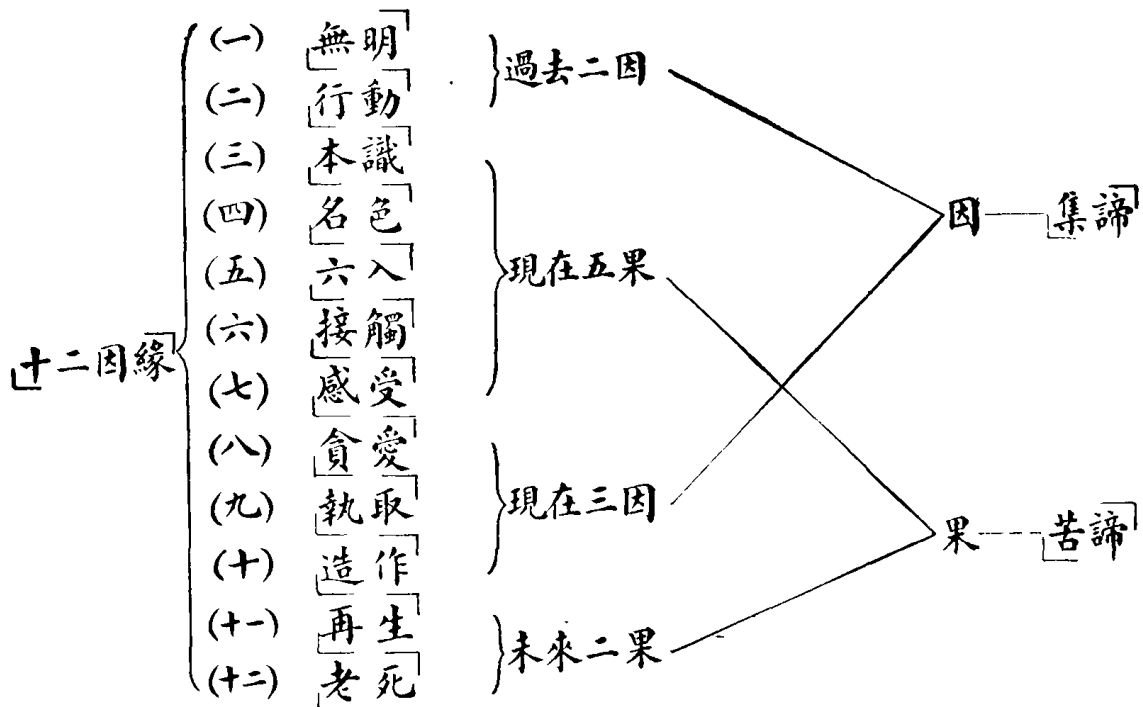 十二因緣
(一) 「無明」
(二) 「行動」
(三) 「本識」
(四) 「名色」
(五) 「六入」
(六) 「接觸」
(七) 「感受」
(八) 「貪愛」
(九) 「執取」
(十) 「造作」
(十一) 「再生」
(十二) 「老死」
過去二因
現在五果
現在三因
未來二果
因——「集諦」
果——「苦諦」